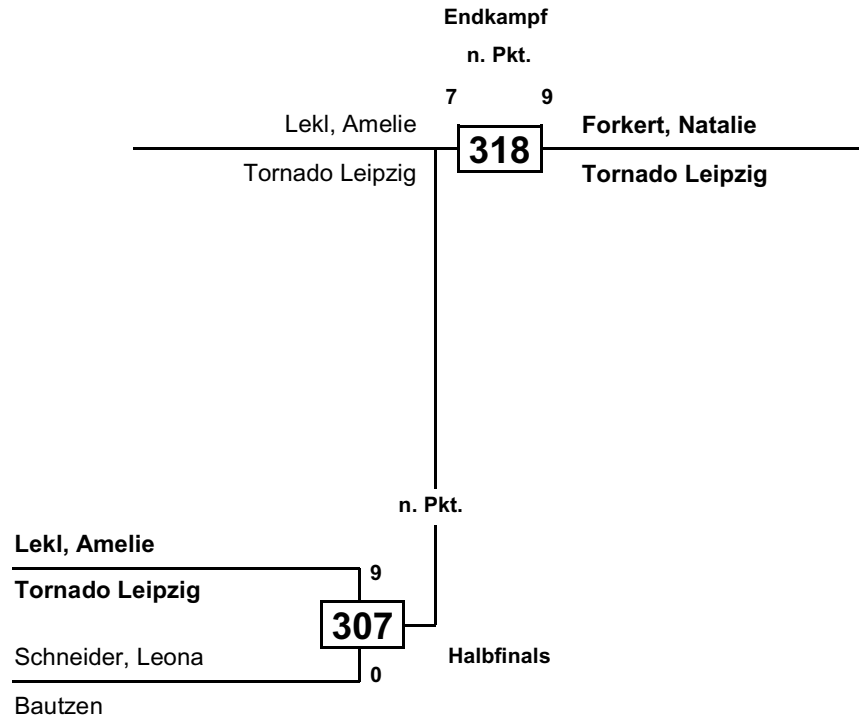 Endkampf
n. Pkt.
7 9
Lekl, Amelie 318 Forkert, Natalie
Tornado Leipzig Tornado Leipzig
n. Pkt.
Lekl, Amelie
9
Tornado Leipzig
307
Schneider, Leona Halbfinals
0
Bautzen